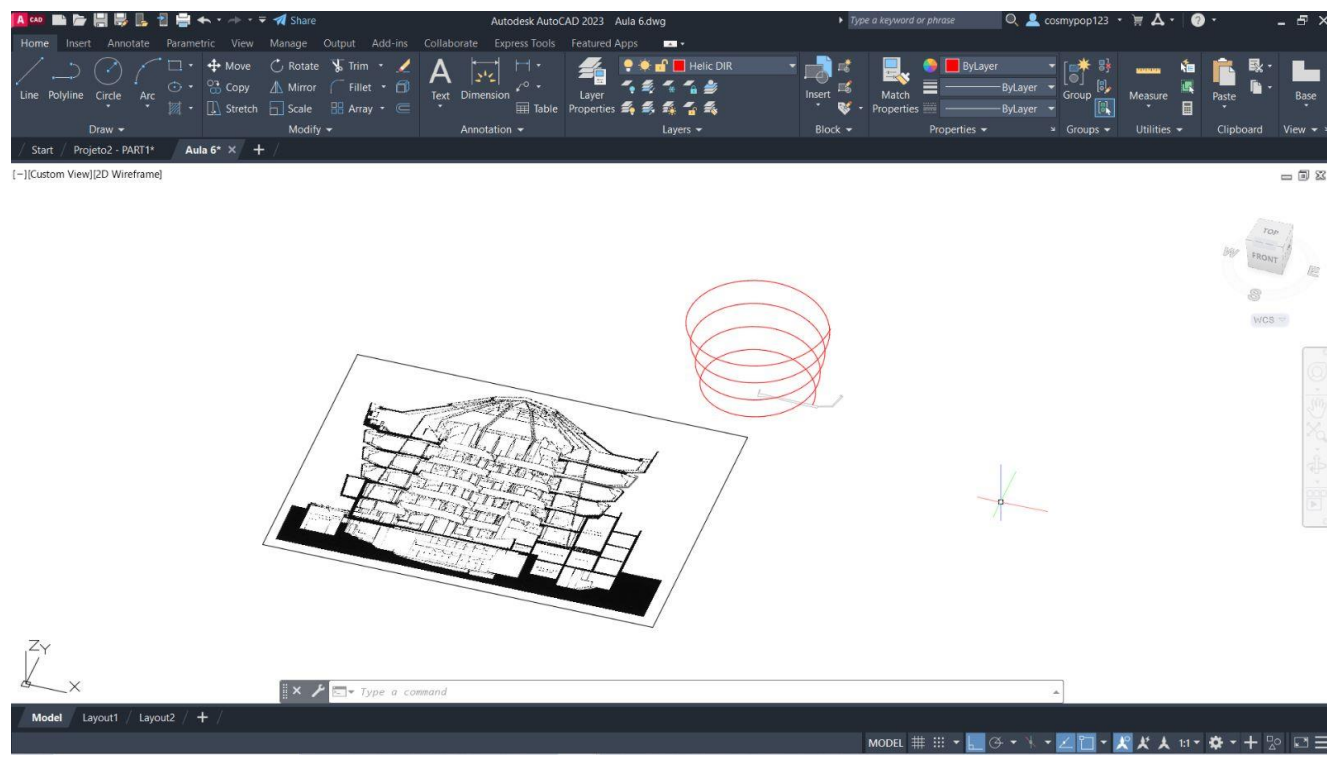 A CAD Share Autodesk AutoCAD 2023 Aula 6.dwg Type a keyword or phrase cosmypop123
Home Insert Annotate Parametric View Manage Output Add-ins Collaborate Express Tools Featured Apps
Move Rotate Trim Helic DIR ByLayer
Line Polyline Circle Arc Copy Mirror Fillet Text Dimension Layer Properties Insert Match Properties ByLayer Group Measure Paste Base
Stretch Scale Array Table ByLayer
Draw Modify Annotation Layers Block Properties Groups Utilities Clipboard View
Start Projeto2 - PART1* Aula 6* × +
[−][Custom View][2D Wireframe]
TOP
W FRONT E
S
WCS
Z Y
X
Type a command
Model Layout1 Layout2 +
MODEL 1:1